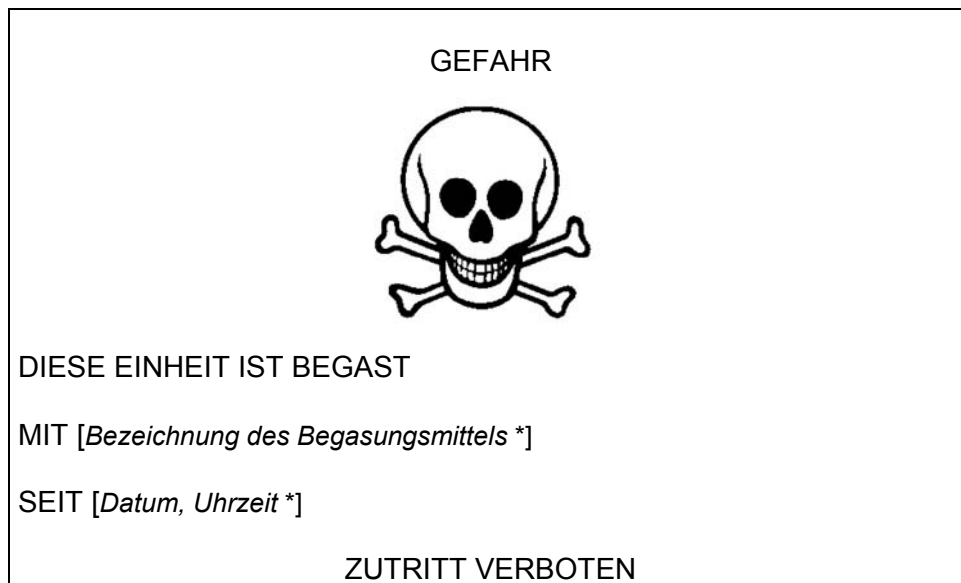 GEFAHR
DIESE EINHEIT IST BEGAST
MIT [Bezeichnung des Begasungsmittels *]
SEIT [Datum, Uhrzeit *]
ZUTRITT VERBOTEN